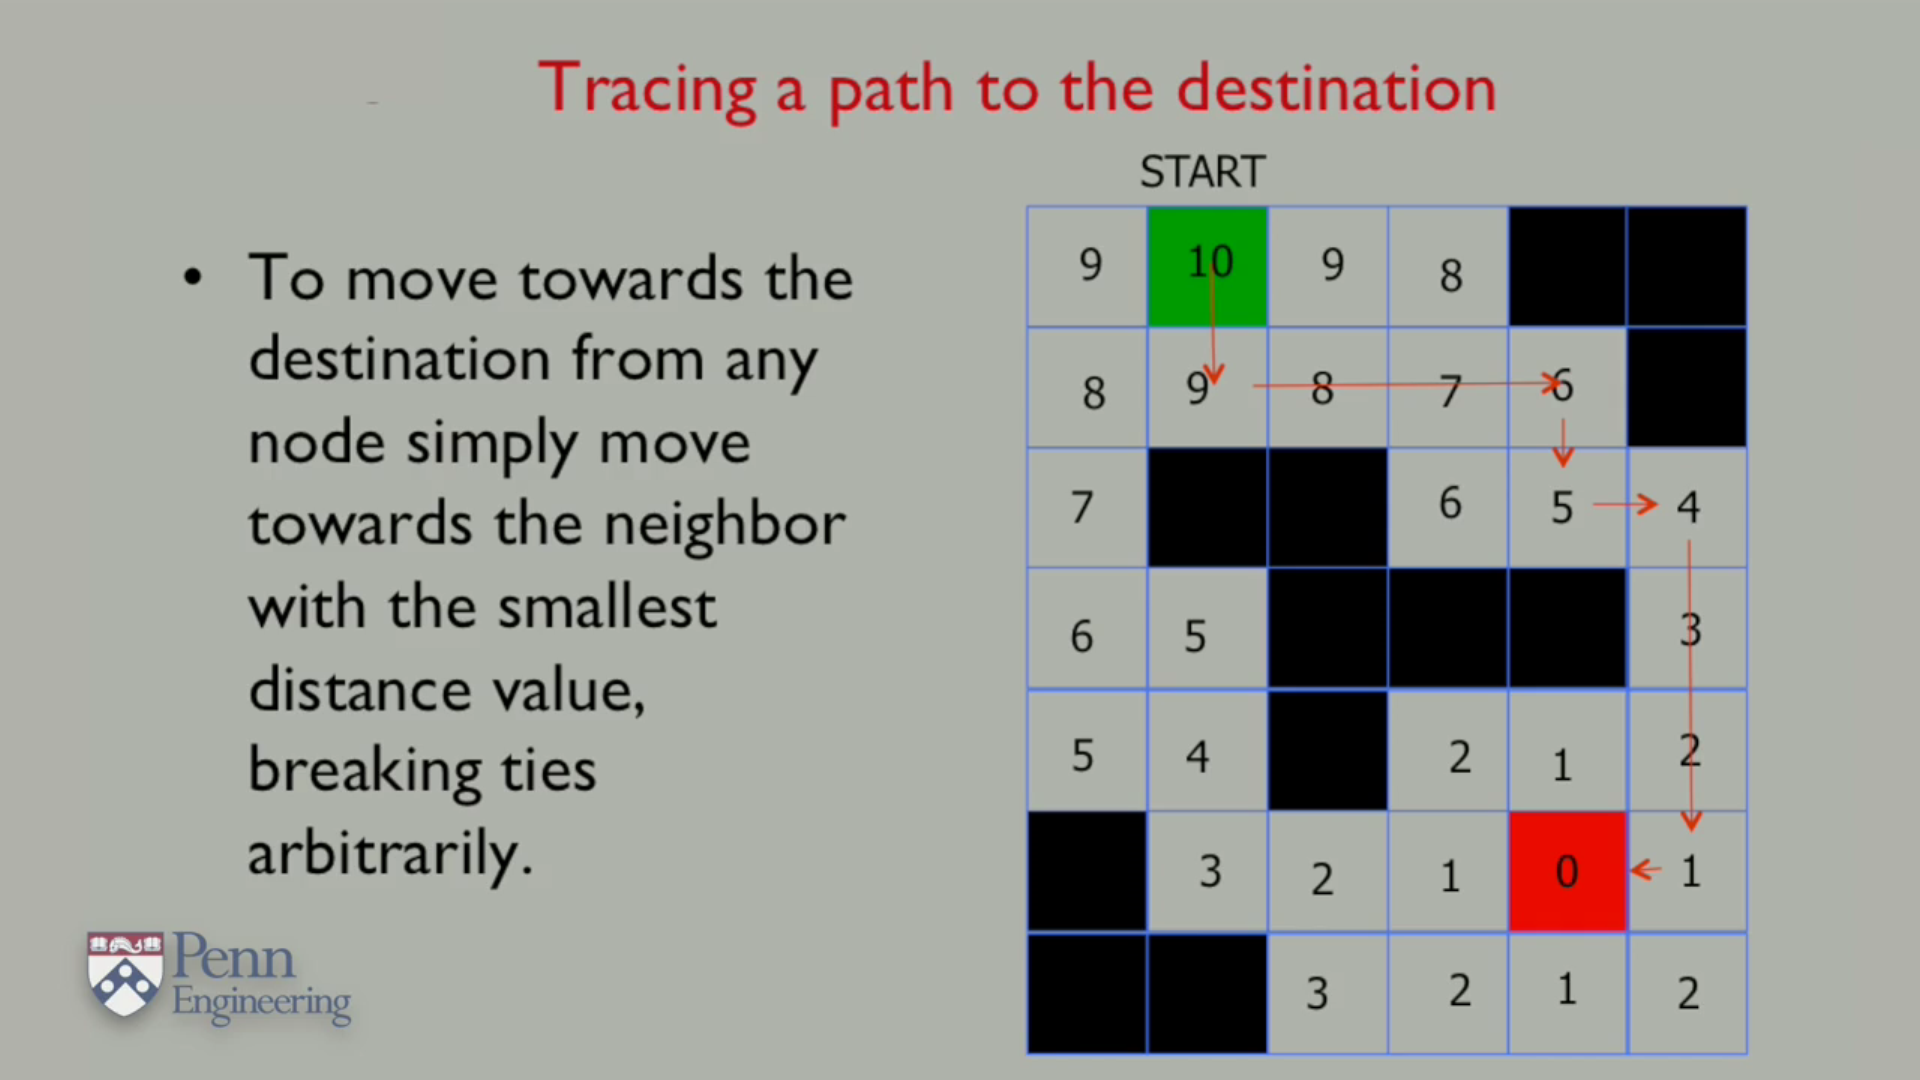 Tracing a path to the destination
• To move towards the
destination from any
node simply move
towards the neighbor
with the smallest
distance value,
breaking ties
arbitrarily.
START
9 10 9 8
8 9 8 7 6
7 6 5 4
6 5 3
5 4 2 1 2
3 2 1 0 1
3 2 1 2
Penn
Engineering